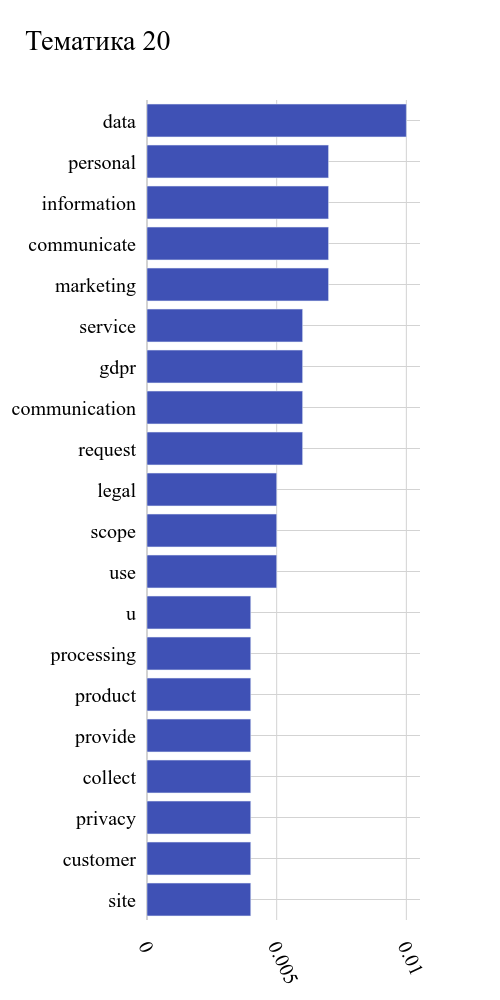 Тематика 20
data
personal
information
communicate
marketing
service
gdpr
communication
request
legal
scope
use
u
processing
product
provide
collect
privacy
customer
site
0
0.005
0.01